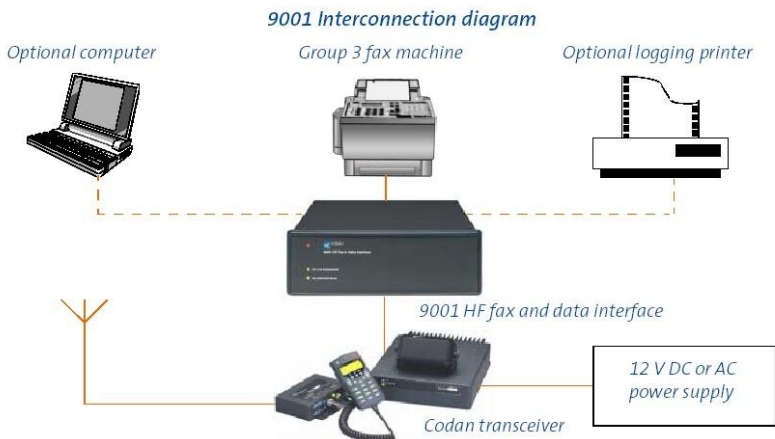 9001 Interconnection diagram
Optional computer
Group 3 fax machine
Optional logging printer
9001 HF fax and data interface
12 V DC or AC
power supply
Codan transceiver